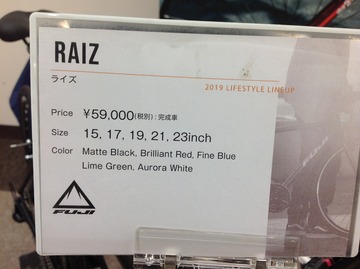 RAIZ
ライズ
2019 LIFESTYLE LINEUP
Price ¥59,000(税別):完成車
Size 15, 17, 19, 21, 23inch
Color Matte Black, Brilliant Red, Fine Blue
Lime Green, Aurora White
FUJI